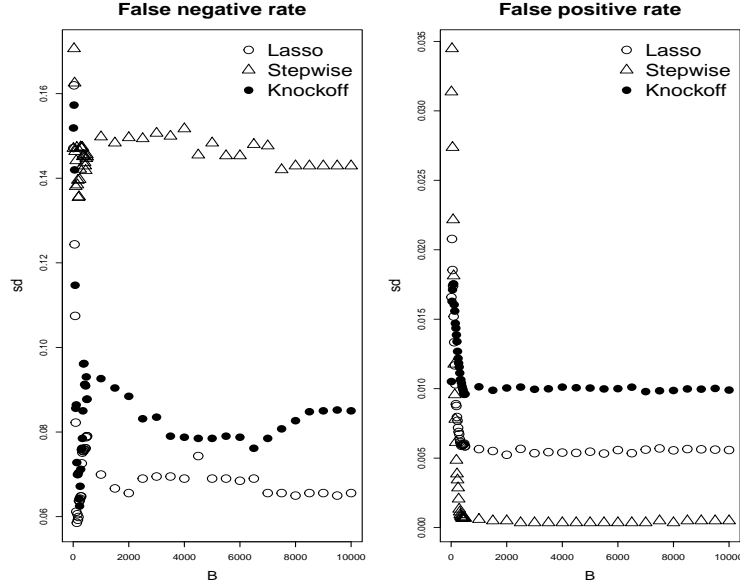 False negative rate
Lasso
Stepwise
Knockoff
sd
0.16
0.14
0.12
0.10
0.08
0.06
0 2000 4000 6000 8000 10000
B
False positive rate
Lasso
Stepwise
Knockoff
sd
0.035
0.030
0.025
0.020
0.015
0.010
0.005
0.000
0 2000 4000 6000 8000 10000
B